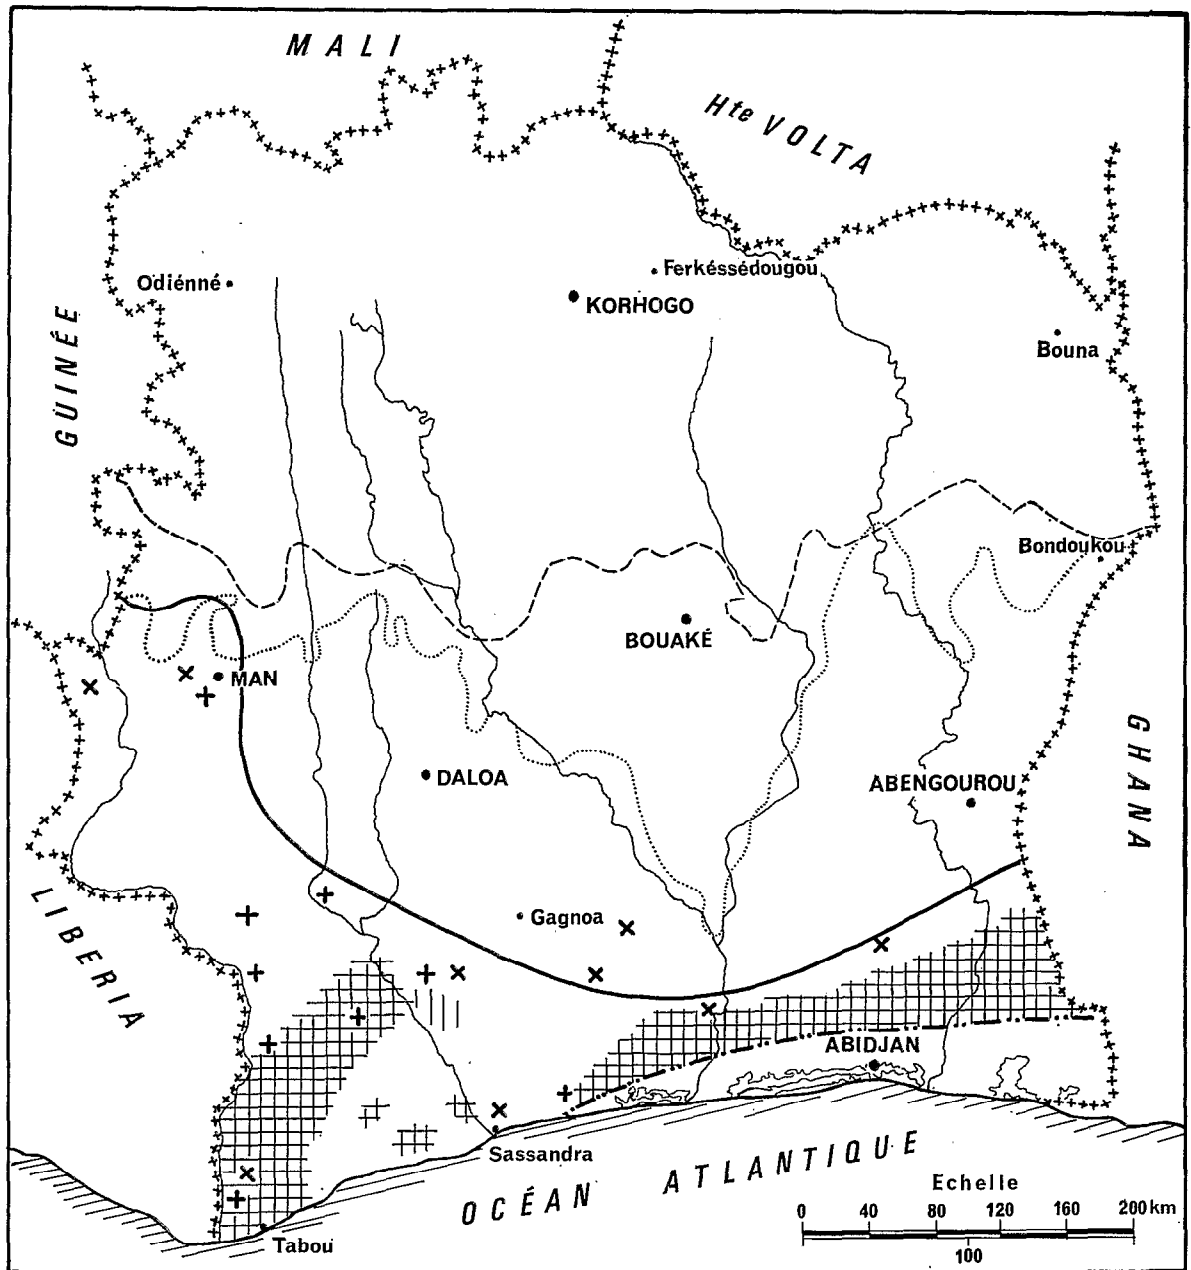 MALI
Hte VOLTA
Odiénné
Ferkéssédougou
KORHOGO
GUINÉE
Bouna
Bondoukou
BOUAKÉ
MAN
GHANA
DALOA
ABENGOUROU
LIBERIA
Gagnoa
ABIDJAN
Sassandra
OCÉAN ATLANTIQUE
Echelle
0 40 80 120 160 200 km
100
Tabou